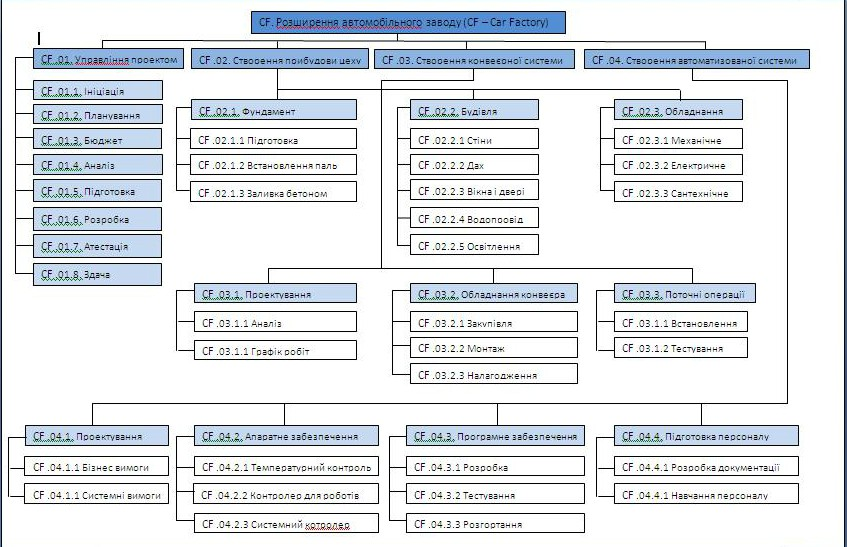 CF. Розширення автомобільного заводу (CF – Car Factory)
CF .01. Управління проектом
CF .02. Створення прибудови цеху
CF .03. Створення конвеєрної системи
CF .04. Створення автоматизованої системи
CF .01.1. Ініціація
CF .01.2. Планування
CF .01.3. Бюджет
CF .01.4. Аналіз
CF .01.5. Підготовка
CF .01.6. Розробка
CF .01.7. Атестація
CF .01.8. Здача
CF .02.1. Фундамент
CF .02.1.1 Підготовка
CF .02.1.2 Встановлення паль
CF .02.1.3 Заливка бетоном
CF .02.2. Будівля
CF .02.2.1 Стіни
CF .02.2.2 Дах
CF .02.2.3 Вікна і двері
CF .02.2.4 Водопровід
CF .02.2.5 Освітлення
CF .02.3. Обладнання
CF .02.3.1 Механічне
CF .02.3.2 Електричне
CF .02.3.3 Сантехнічне
CF .03.1. Проектування
CF .03.1.1 Аналіз
CF .03.1.1 Графік робіт
CF .03.2. Обладнання конвеєра
CF .03.2.1 Закупівля
CF .03.2.2 Монтаж
CF .03.2.3 Налагодження
CF .03.3. Поточні операції
CF .03.1.1 Встановлення
CF .03.1.2 Тестування
CF .04.1. Проектування
CF .04.1.1 Бізнес вимоги
CF .04.1.1 Системні вимоги
CF .04.2. Апаратне забезпечення
CF .04.2.1 Температурний контроль
CF .04.2.2 Контролер для роботів
CF .04.2.3 Системний котролер
CF .04.3. Програмне забезпечення
CF .04.3.1 Розробка
CF .04.3.2 Тестування
CF .04.3.3 Розгортання
CF .04.4. Підготовка персоналу
CF .04.4.1 Розробка документації
CF .04.4.1 Навчання персоналу